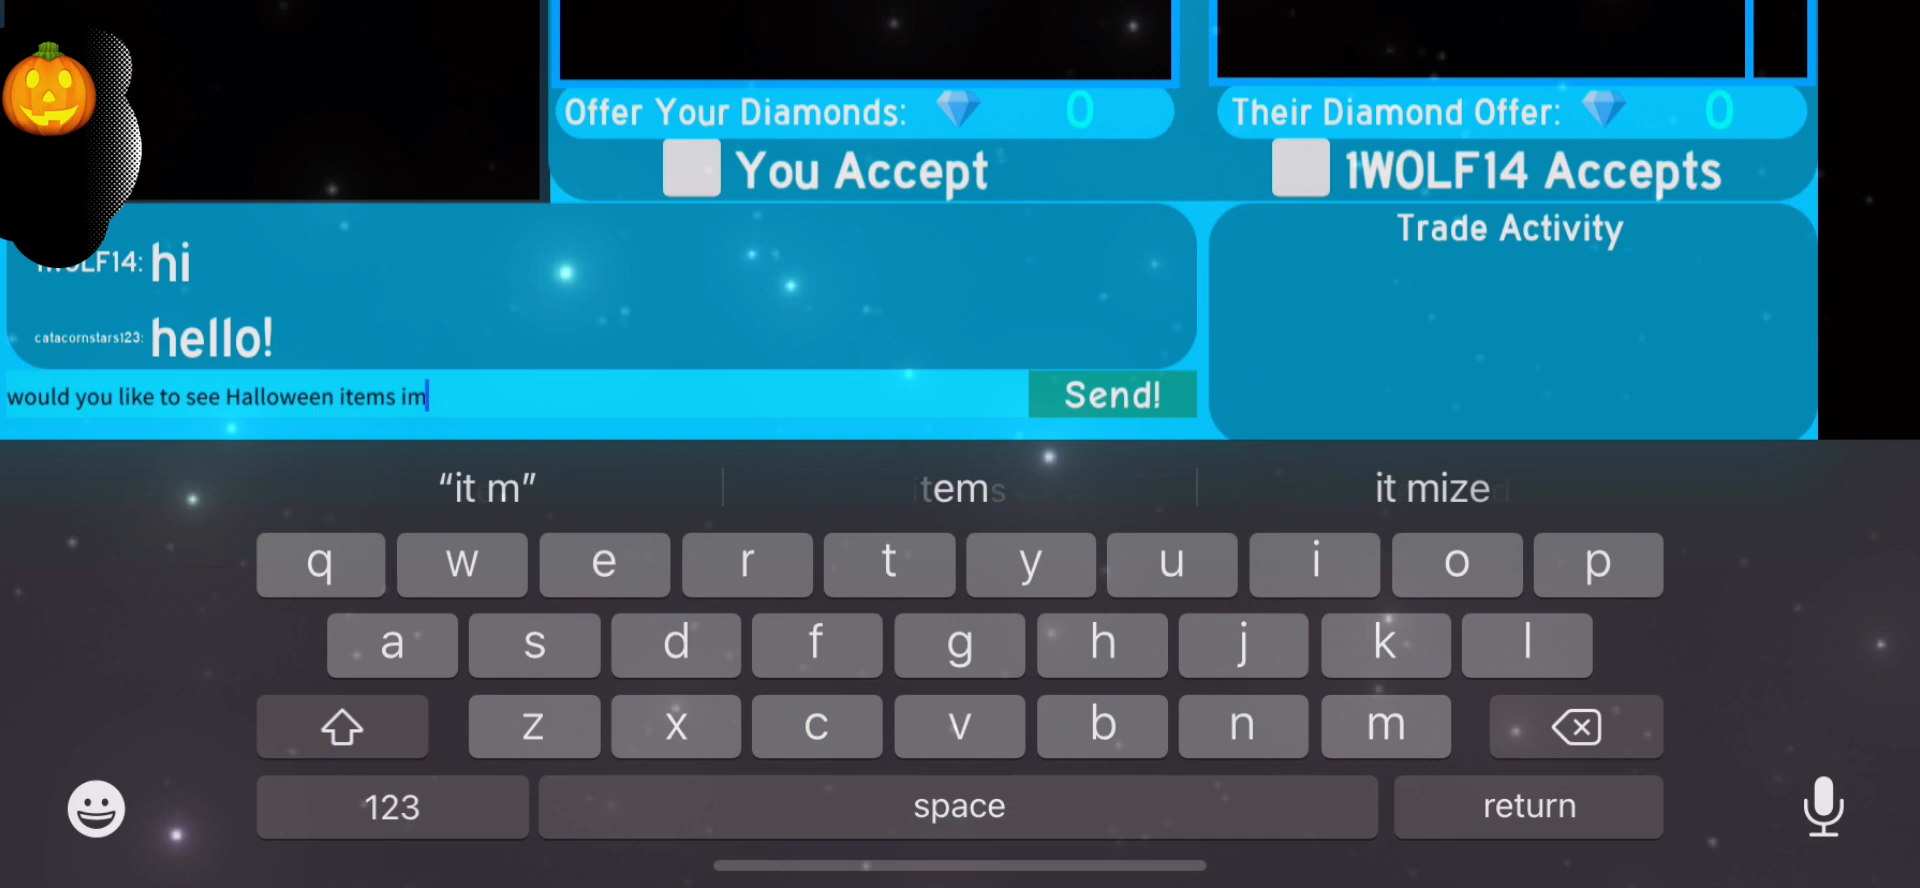 Offer Your Diamonds: 0
Their Diamond Offer: 0
You Accept
1WOLF14 Accepts
Trade Activity
1WOLF14: hi
catacornstars123: hello!
would you like to see Halloween items im
Send!
“it m”
tems
it mize
q w e r t y u i o p
a s d f g h j k l
z x c v b n m
123 space return